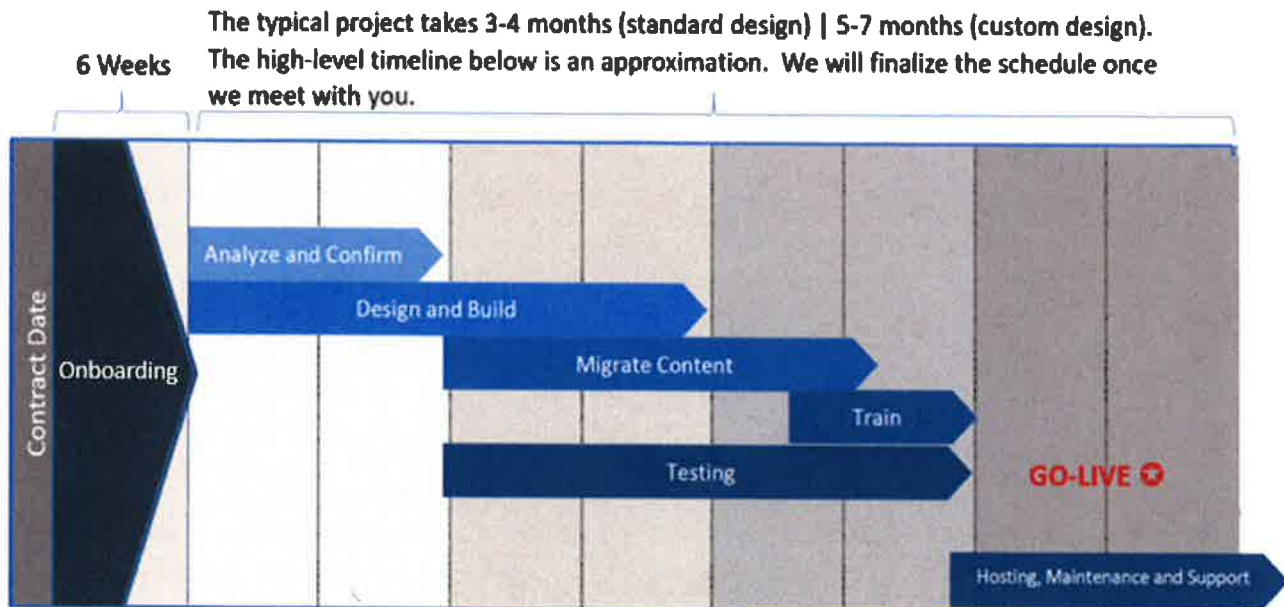 The typical project takes 3-4 months (standard design) | 5-7 months (custom design).
6 Weeks
The high-level timeline below is an approximation. We will finalize the schedule once
we meet with you.
Contract Date
Onboarding
Analyze and Confirm
Design and Build
Migrate Content
Train
Testing
GO-LIVE
Hosting, Maintenance and Support